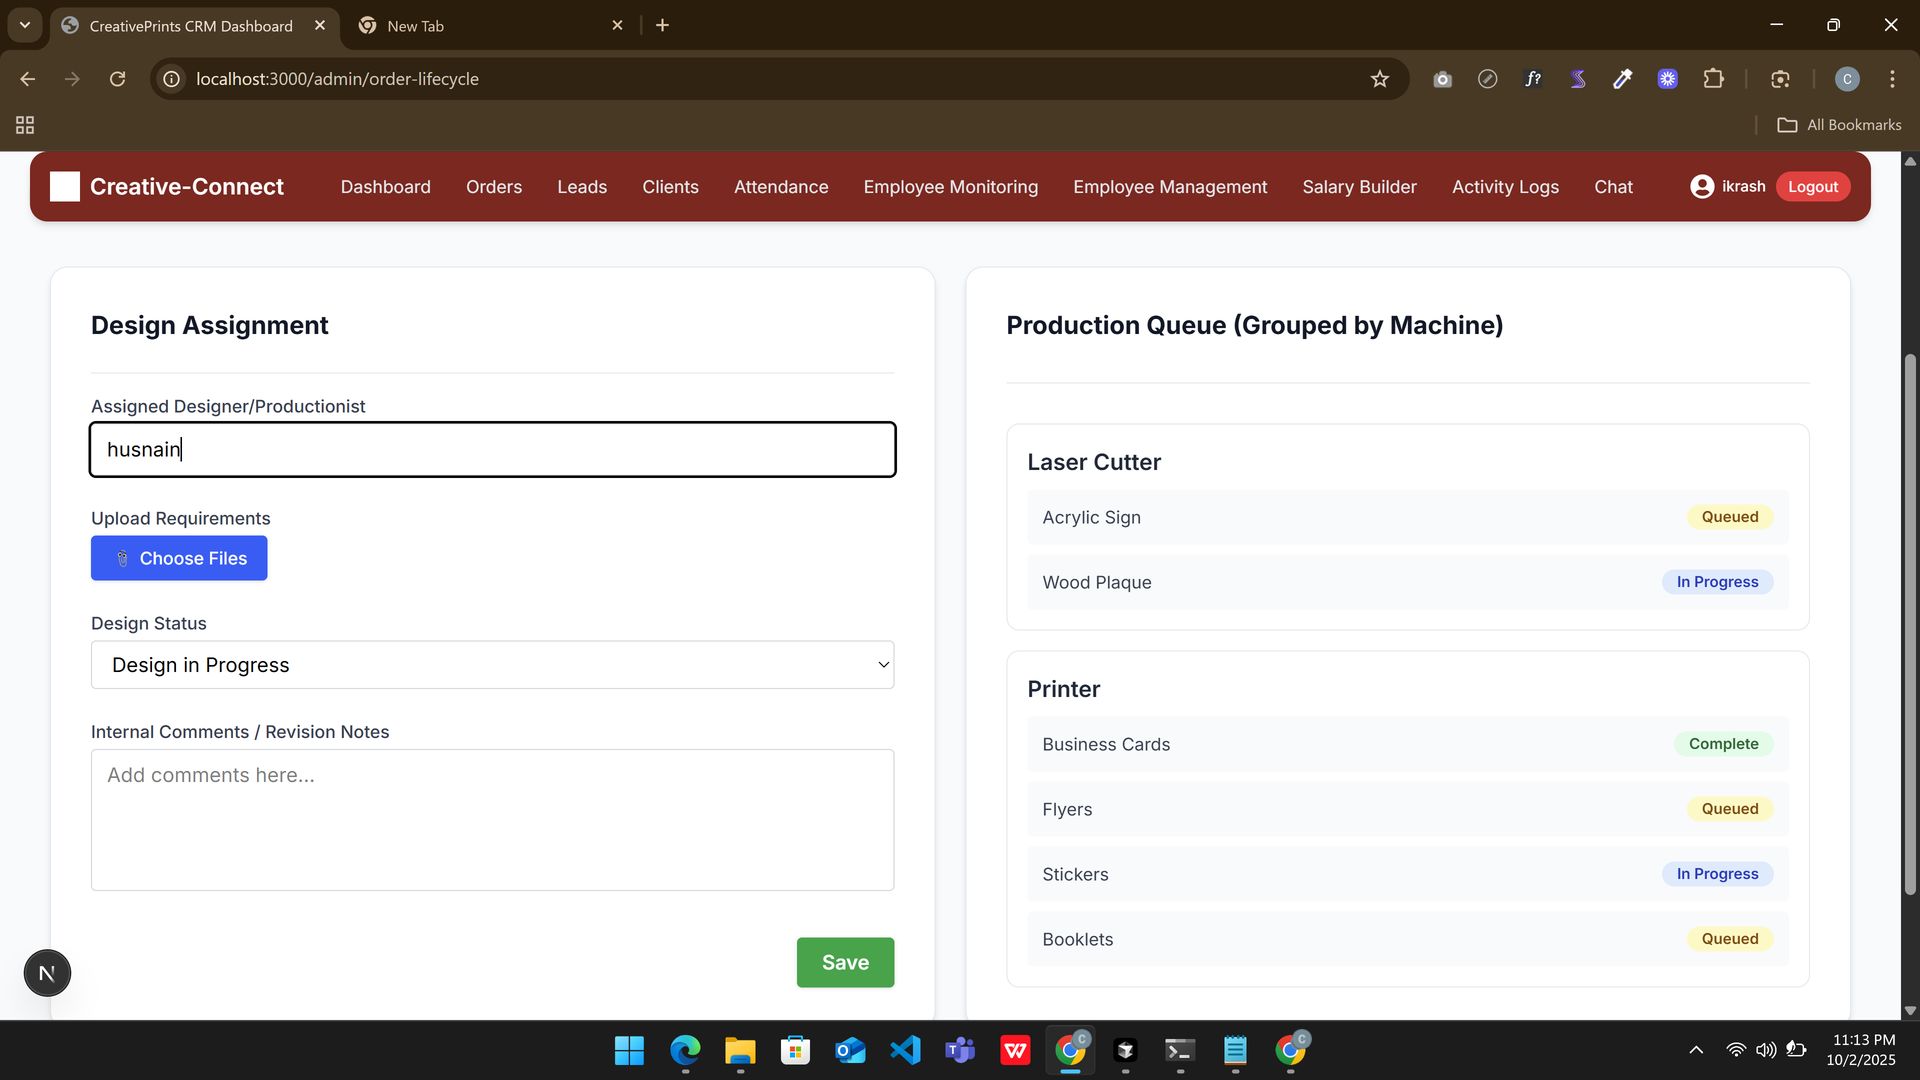 CreativePrints CRM Dashboard
New Tab
localhost:3000/admin/order-lifecycle
f?
C
All Bookmarks
Creative-Connect
Dashboard
Orders
Leads
Clients
Attendance
Employee Monitoring
Employee Management
Salary Builder
Activity Logs
Chat
ikrash
Logout
Design Assignment
Assigned Designer/Productionist
husnain
Upload Requirements
Choose Files
Design Status
Design in Progress
Internal Comments / Revision Notes
Add comments here...
Save
N
Production Queue (Grouped by Machine)
Laser Cutter
Acrylic Sign
Queued
Wood Plaque
In Progress
Printer
Business Cards
Complete
Flyers
Queued
Stickers
In Progress
Booklets
Queued
C
C
11:13 PM
10/2/2025